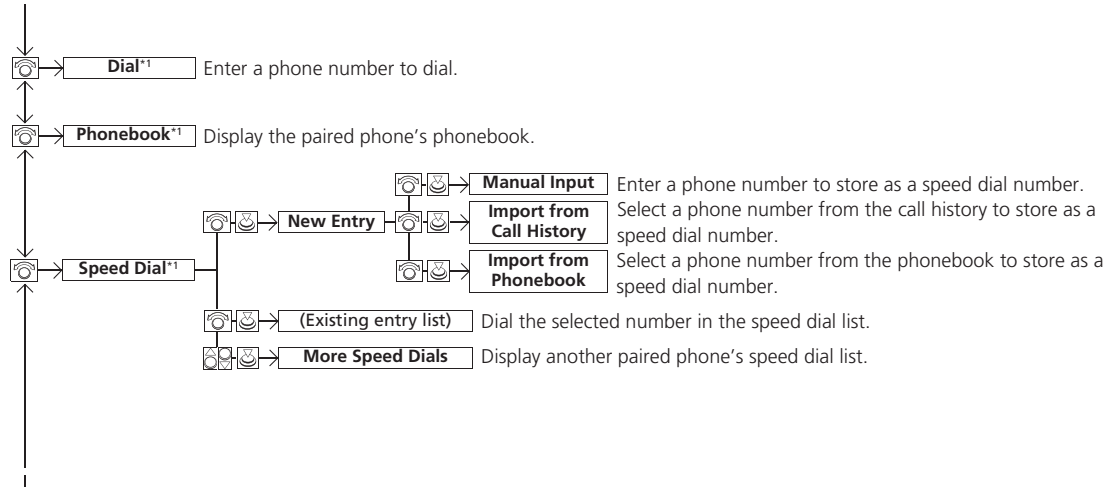 Dial*1 Enter a phone number to dial.
Phonebook*1 Display the paired phone's phonebook.
Manual Input Enter a phone number to store as a speed dial number.
New Entry
Import from
Call History
Select a phone number from the call history to store as a
speed dial number.
Speed Dial*1
Import from
Phonebook
Select a phone number from the phonebook to store as a
speed dial number.
(Existing entry list) Dial the selected number in the speed dial list.
More Speed Dials Display another paired phone's speed dial list.